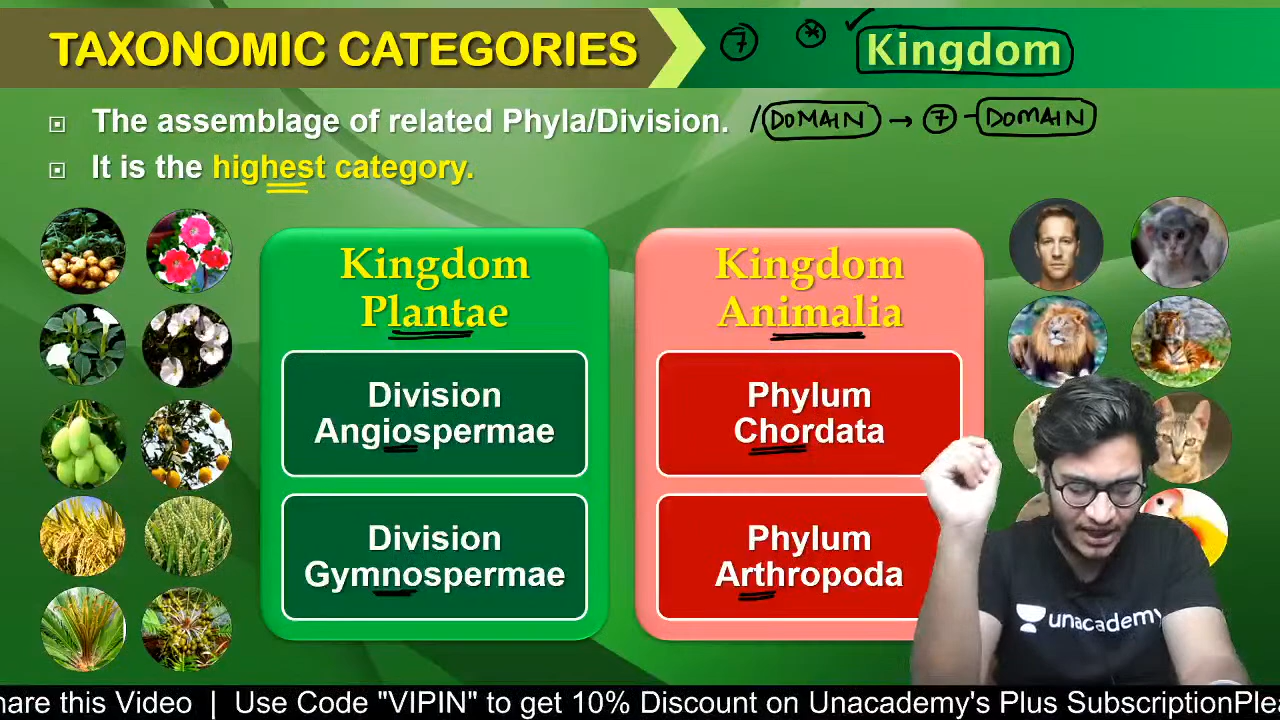 TAXONOMIC CATEGORIES
7 * Kingdom
The assemblage of related Phyla/Division. / DOMAIN → 7 - DOMAIN
It is the highest category.
Kingdom
Plantae
Division
Angiospermae
Division
Gymnospermae
Kingdom
Animalia
Phylum
Chordata
Phylum
Arthropoda
unacademy
hare this Video | Use Code "VIPIN" to get 10% Discount on Unacademy's Plus SubscriptionPlea